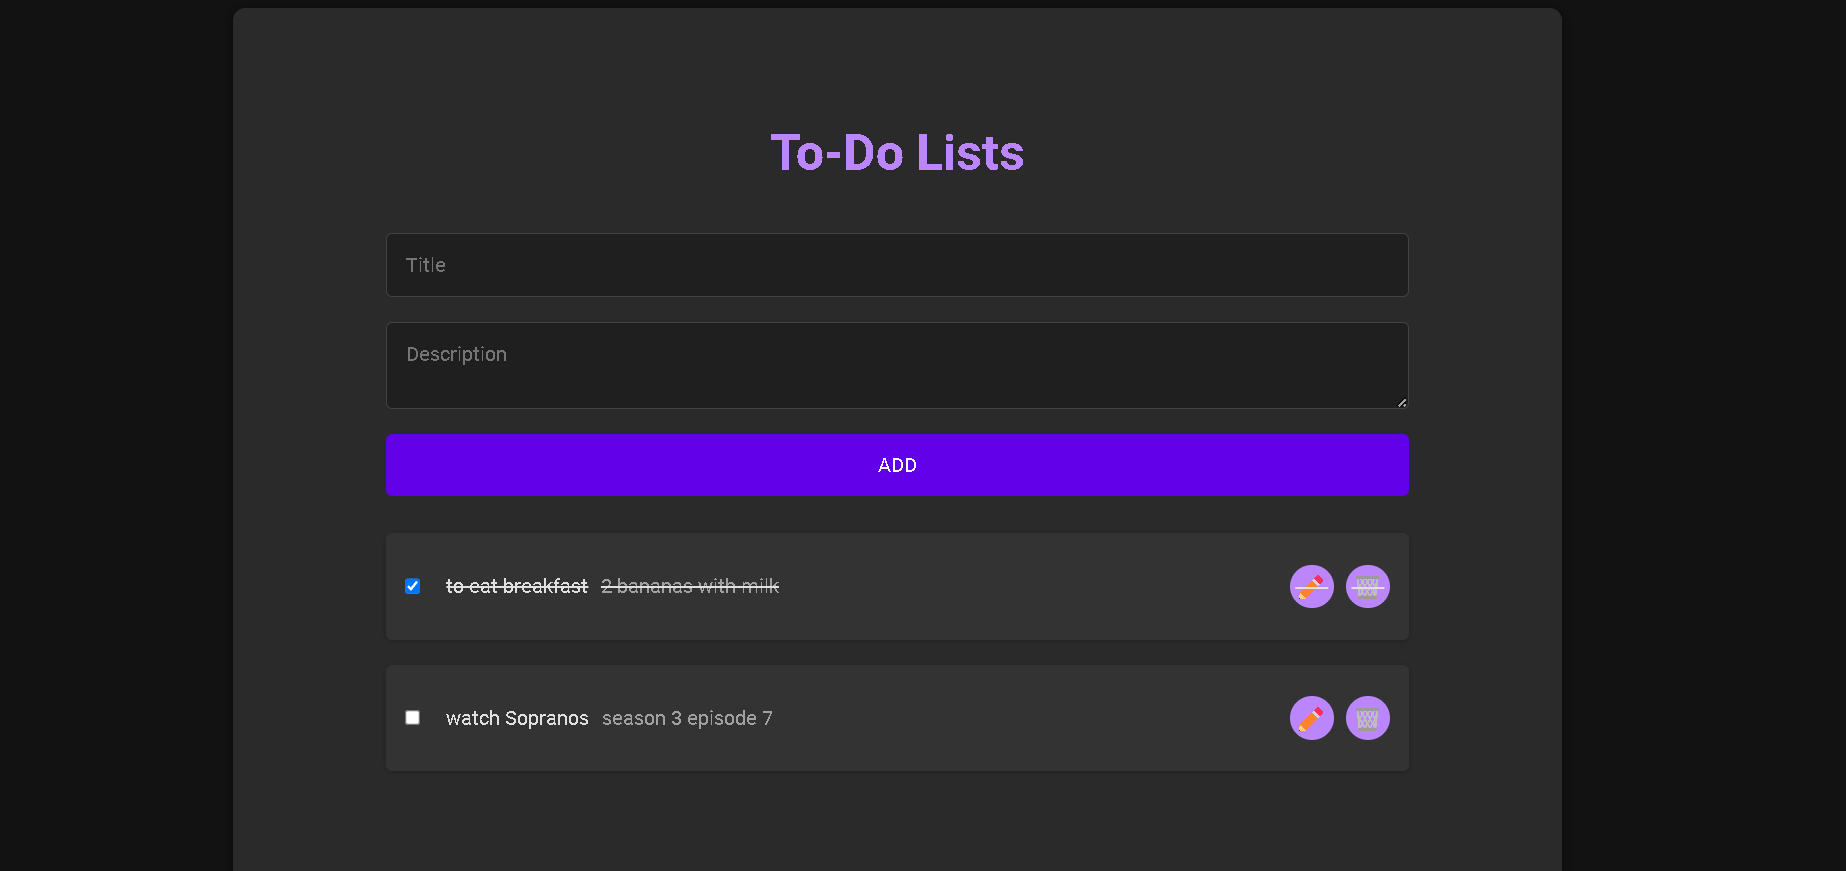 To-Do Lists
Title
Description
ADD
to eat breakfast 2 bananas with milk
watch Sopranos season 3 episode 7